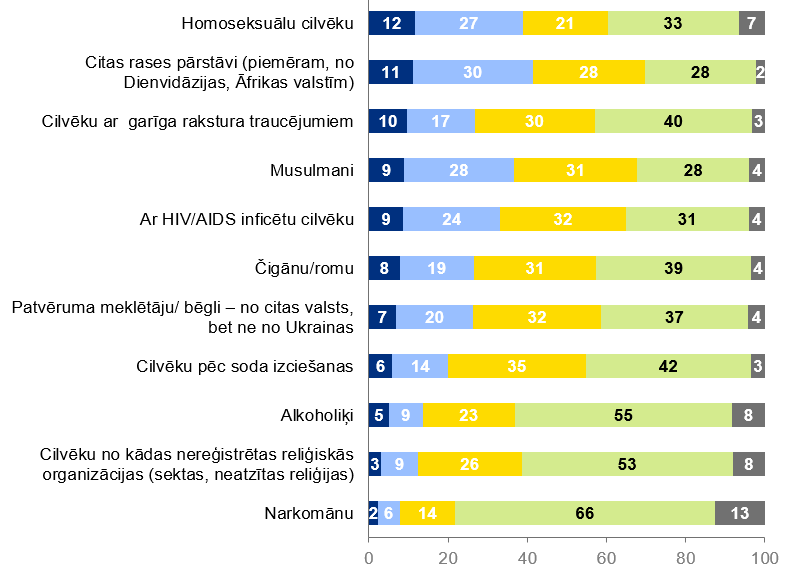 Homoseksuālu cilvēku 12 27 21 33 7
Citas rases pārstāvi (piemēram, no
Dienvidāzijas, Āfrikas valstīm) 11 30 28 28 2
Cilvēku ar  garīga rakstura traucējumiem 10 17 30 40 3
Musulmani 9 28 31 28 4
Ar HIV/AIDS inficētu cilvēku 9 24 32 31 4
Čigānu/romu 8 19 31 39 4
Patvēruma meklētāju/ bēgli – no citas valsts,
bet ne no Ukrainas 7 20 32 37 4
Cilvēku pēc soda izciešanas 6 14 35 42 3
Alkoholiķi 5 9 23 55 8
Cilvēku no kādas nereģistrētas reliģiskās
organizācijas (sektas, neatzītas reliģijas) 3 9 26 53 8
Narkomānu 2 6 14 66 13
0 20 40 60 80 100